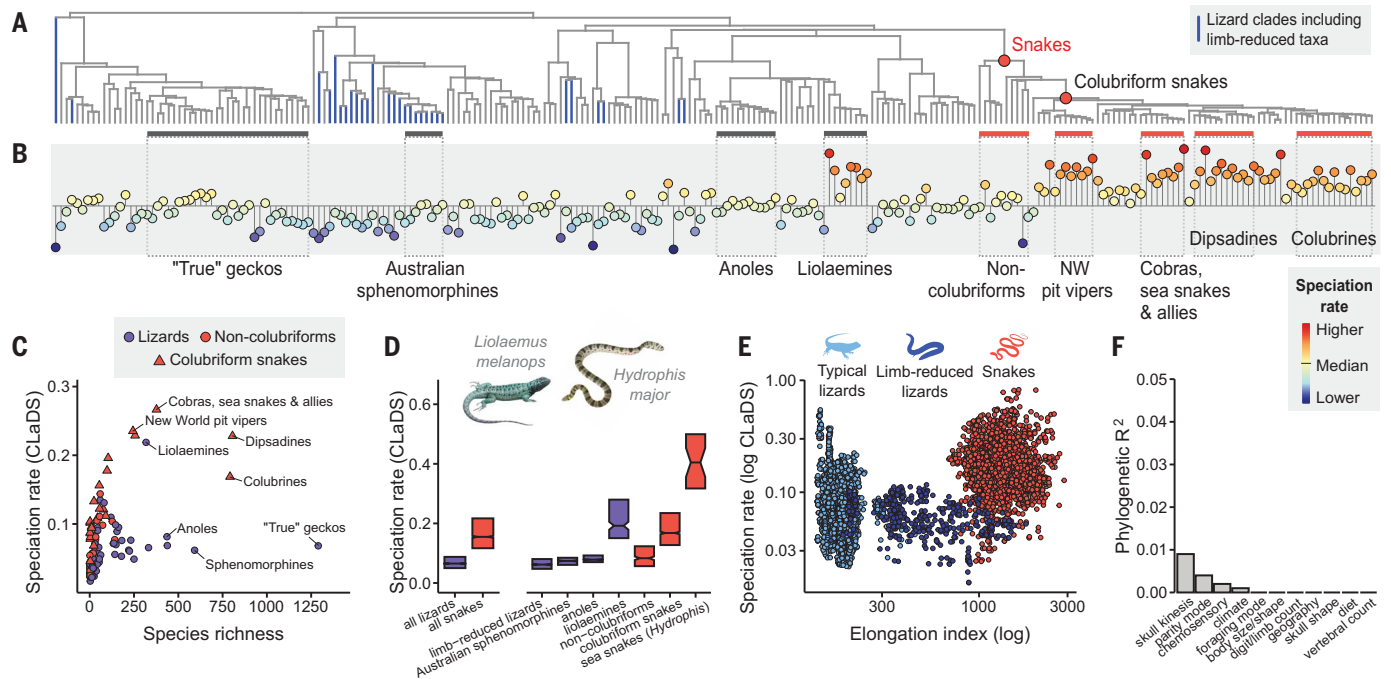 A
Lizard clades including
limb-reduced taxa
Snakes
Colubriform snakes
B
"True" geckos
Australian
sphenomorphines
Anoles
Liolaemines
Non-
colubriforms
NW
pit vipers
Cobras,
sea snakes
& allies
Dipsadines
Colubrines
Speciation
rate
Higher
Median
Lower
C
Lizards
Non-colubriforms
Colubriform snakes
Speciation rate (CLaDS)
0.3
0.2
0.1
Cobras, sea snakes & allies
New World pit vipers
Liolaemines
Dipsadines
Colubrines
Anoles
"True" geckos
Sphenomorphines
0
250
500
750
1000
1250
Species richness
D
Liolaemus
melanops
Hydrophis
major
Speciation rate (CLaDS)
0.6
0.4
0.2
0.0
all lizards
all snakes
limb-reduced lizards
Australian sphenomorphines
anoles
liolaemines
non-colubriforms
colubriform snakes
sea snakes (Hydrophis)
E
Typical
lizards
Limb-reduced
lizards
Snakes
Speciation rate (log CLaDS)
1.00
0.30
0.10
0.03
300
1000
3000
Elongation index (log)
F
Phylogenetic R2
0.05
0.04
0.03
0.02
0.01
0.00
skull kinesis
parity mode
chemosensory
climate
foraging mode
body size/shape
digit/limb count
geography
skull shape
diet
vertebral count